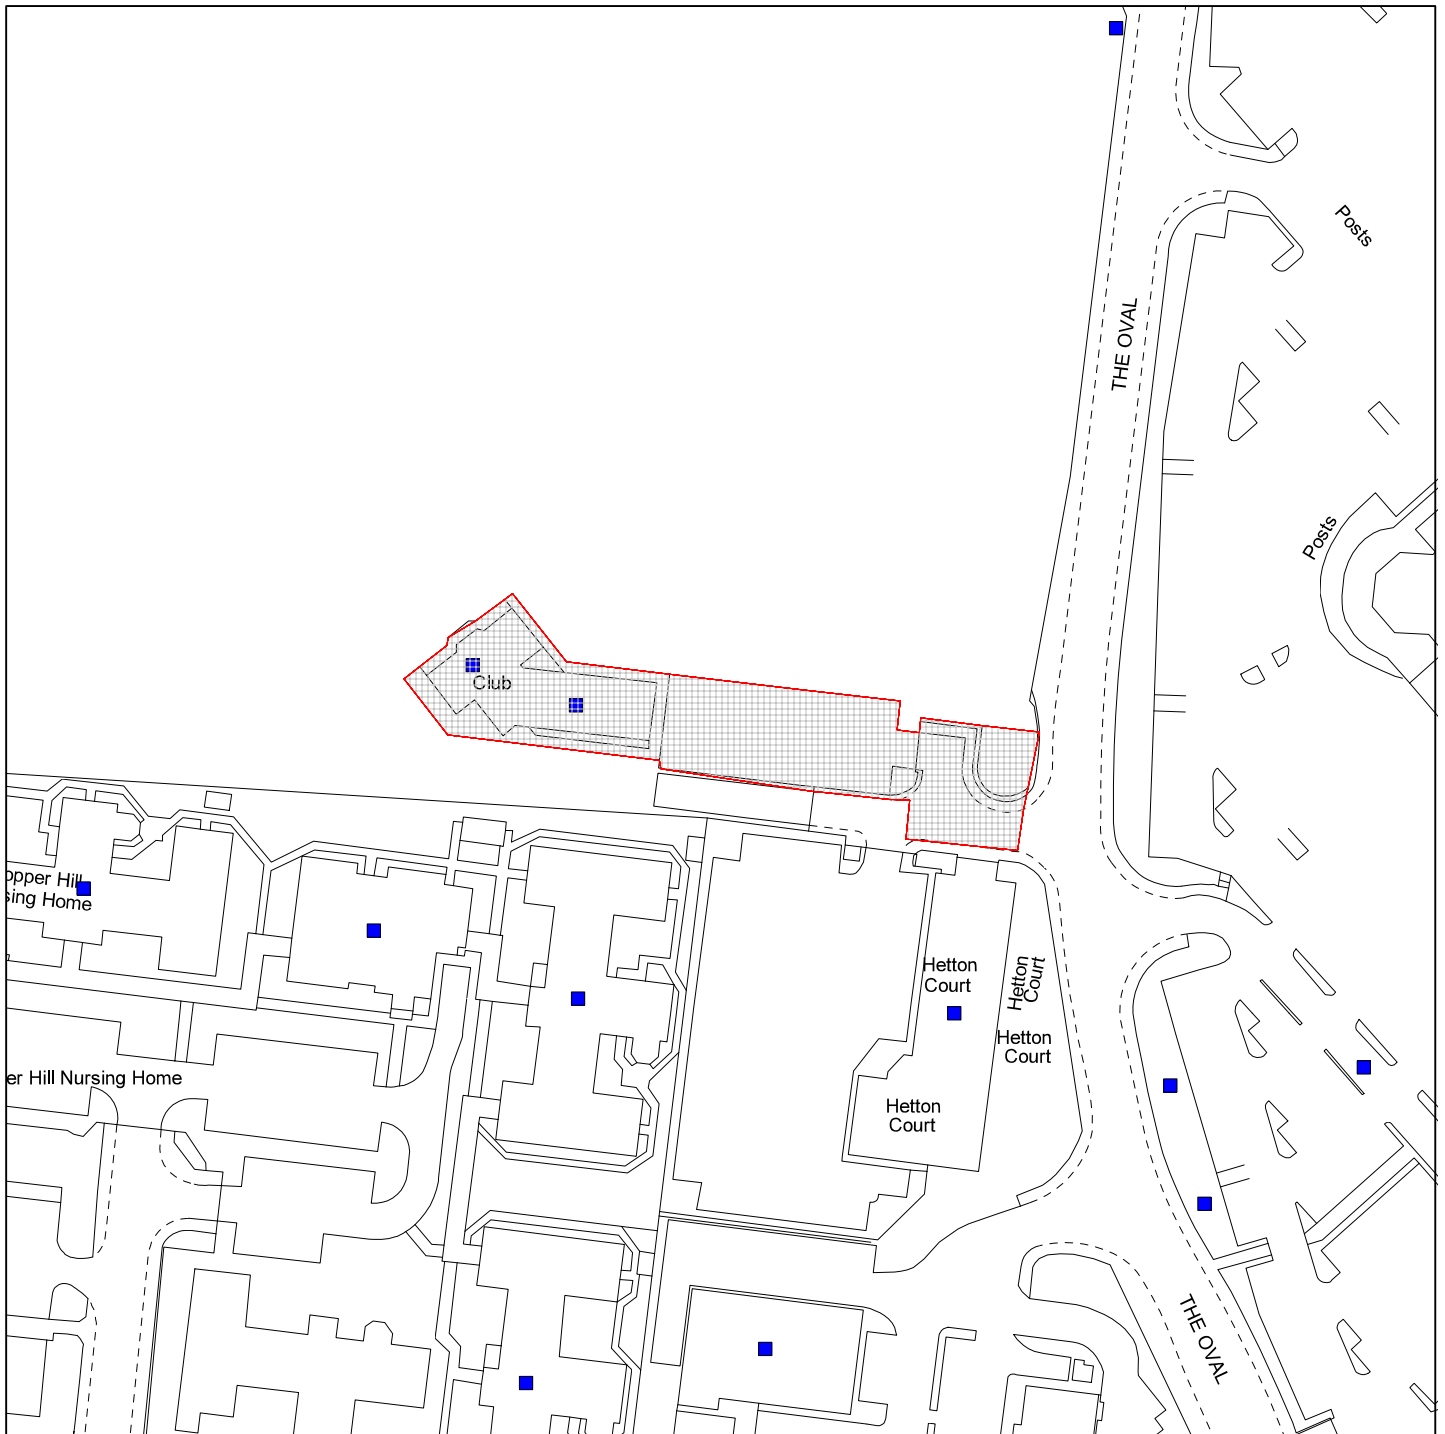 Posts
THE OVAL
Posts
Club
opper Hill
sing Home
Hetton
Court
Hetton
Court
Hetton
Court
er Hill Nursing Home
Hetton
Court
THE OVAL